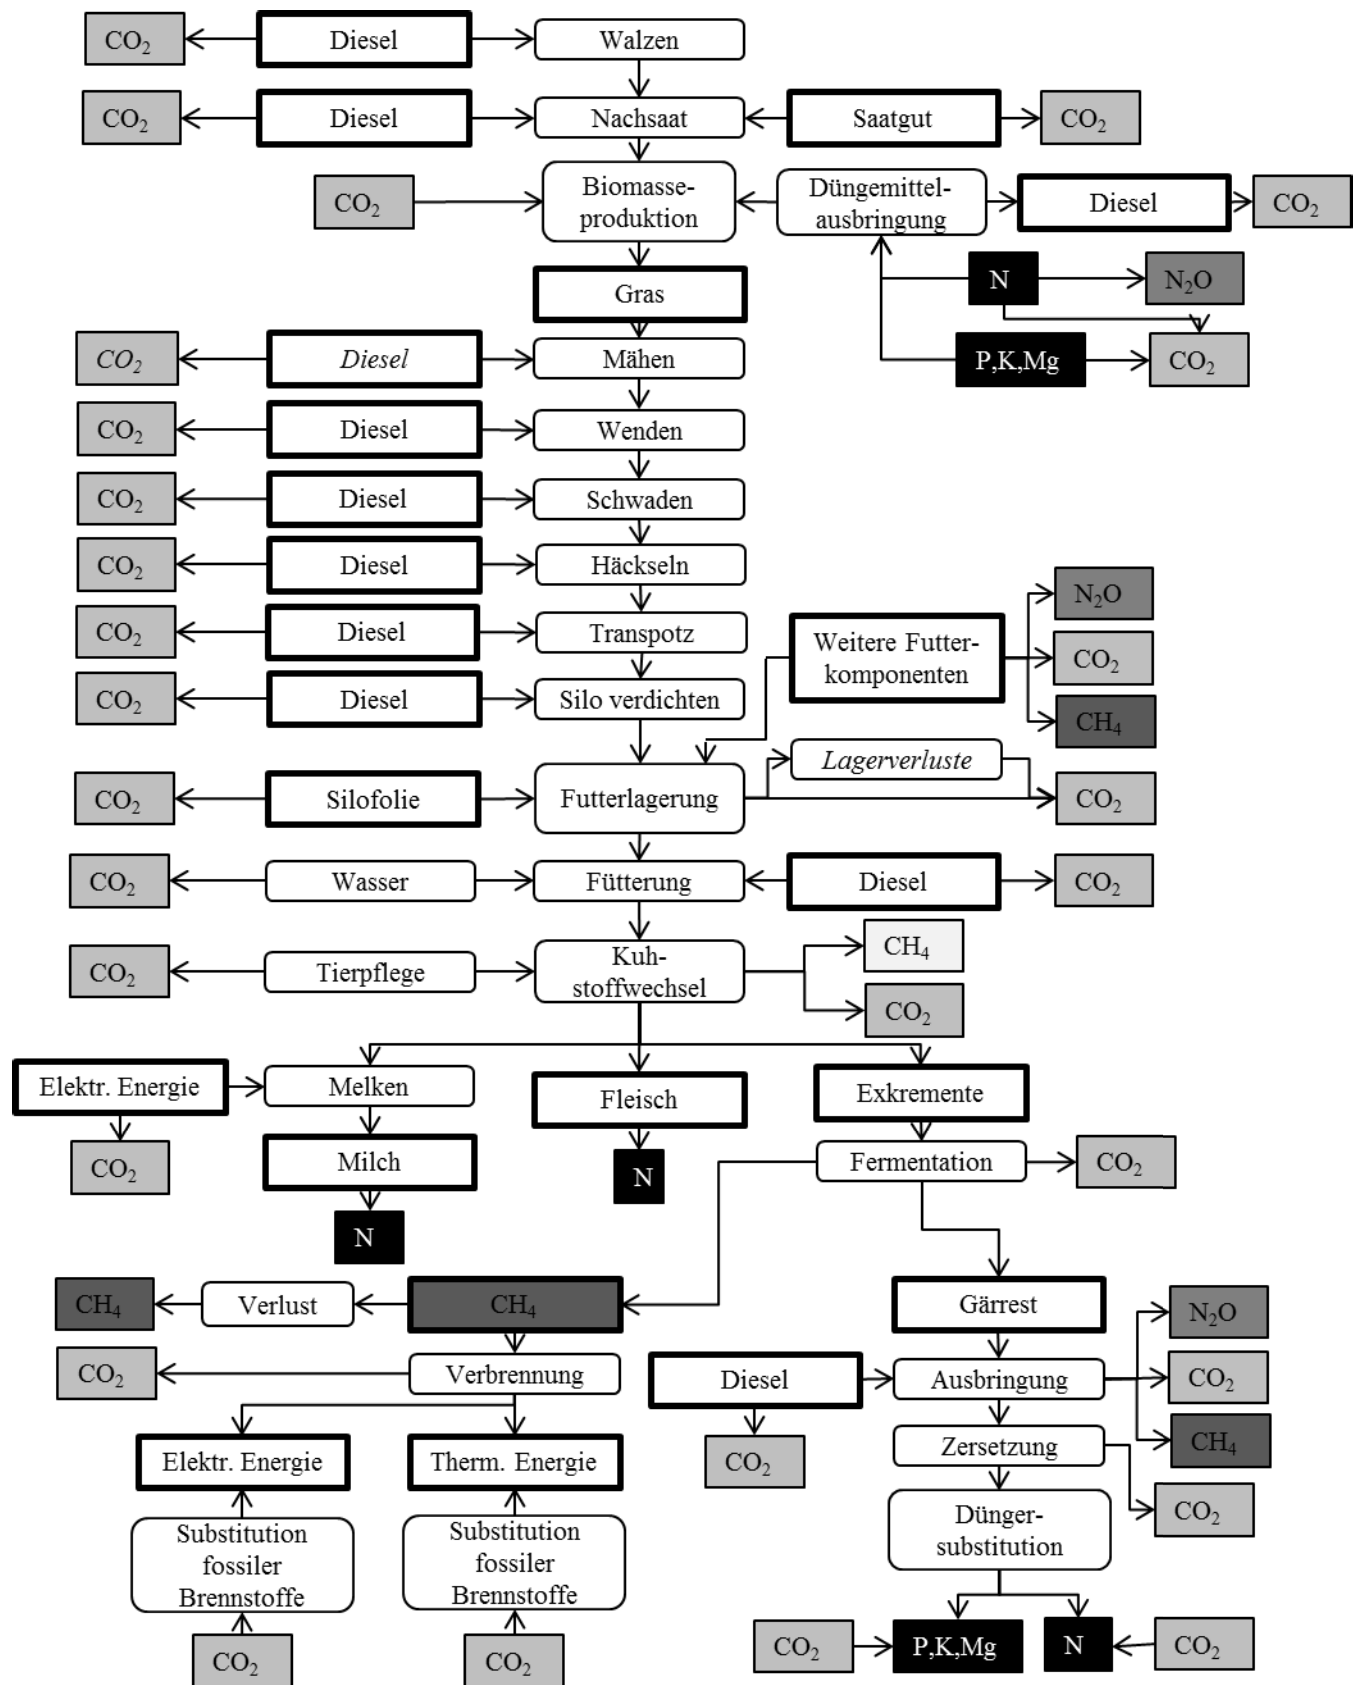 CO₂
Diesel
Walzen
CO₂
Diesel
Nachsaat
Saatgut
CO₂
CO₂
Biomasse-
produktion
Düngemittel-
ausbringung
Diesel
CO₂
N
N₂O
Gras
P,K,Mg
CO₂
CO₂
Diesel
Mähen
CO₂
Diesel
Wenden
CO₂
Diesel
Schwaden
CO₂
Diesel
Häckseln
N₂O
CO₂
Diesel
Transpotz
Weitere Futter-
komponenten
CO₂
CO₂
Diesel
Silo verdichten
CH₄
Lagerverluste
CO₂
Silofolie
Futterlagerung
CO₂
CO₂
Wasser
Fütterung
Diesel
CO₂
CO₂
Tierpflege
Kuh-
stoffwechsel
CH₄
CO₂
Elektr. Energie
Melken
Fleisch
Exkremente
CO₂
Milch
N
Fermentation
CO₂
N
CH₄
Verlust
CH₄
Gärrest
N₂O
CO₂
Verbrennung
Diesel
Ausbringung
CO₂
Elektr. Energie
Therm. Energie
CO₂
Zersetzung
CH₄
CO₂
Substitution
fossiler
Brennstoffe
Substitution
fossiler
Brennstoffe
Dünger-
substitution
CO₂
CO₂
CO₂
P,K,Mg
N
CO₂